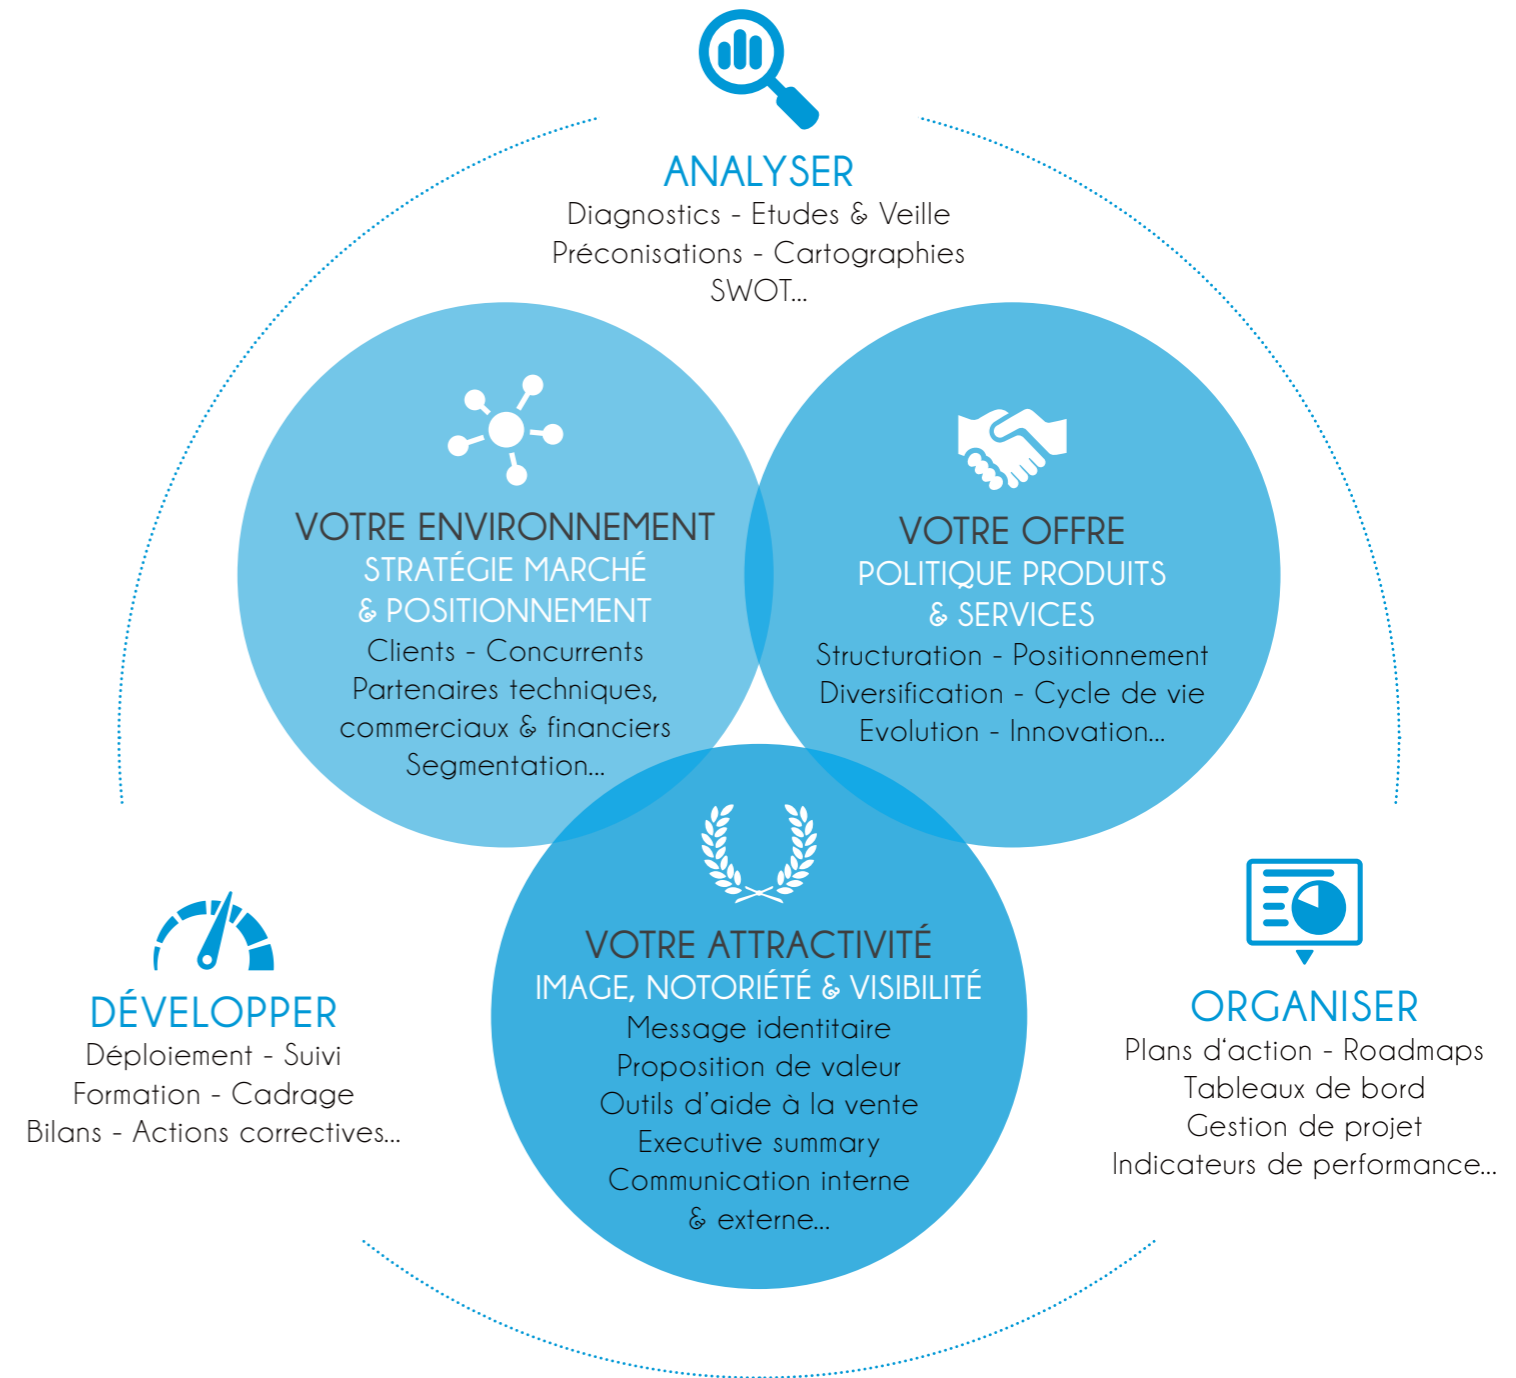 ANALYSER
Diagnostics - Etudes & Veille
Préconisations - Cartographies
SWOT...
VOTRE ENVIRONNEMENT
STRATÉGIE MARCHÉ
& POSITIONNEMENT
Clients - Concurrents
Partenaires techniques,
commerciaux & financiers
Segmentation...
VOTRE OFFRE
POLITIQUE PRODUITS
& SERVICES
Structuration - Positionnement
Diversification - Cycle de vie
Evolution - Innovation...
VOTRE ATTRACTIVITÉ
IMAGE, NOTORIÉTÉ & VISIBILITÉ
Message identitaire
Proposition de valeur
Outils d’aide à la vente
Executive summary
Communication interne
& externe...
DÉVELOPPER
Déploiement - Suivi
Formation - Cadrage
Bilans - Actions correctives...
ORGANISER
Plans d‘action - Roadmaps
Tableaux de bord
Gestion de projet
Indicateurs de performance...